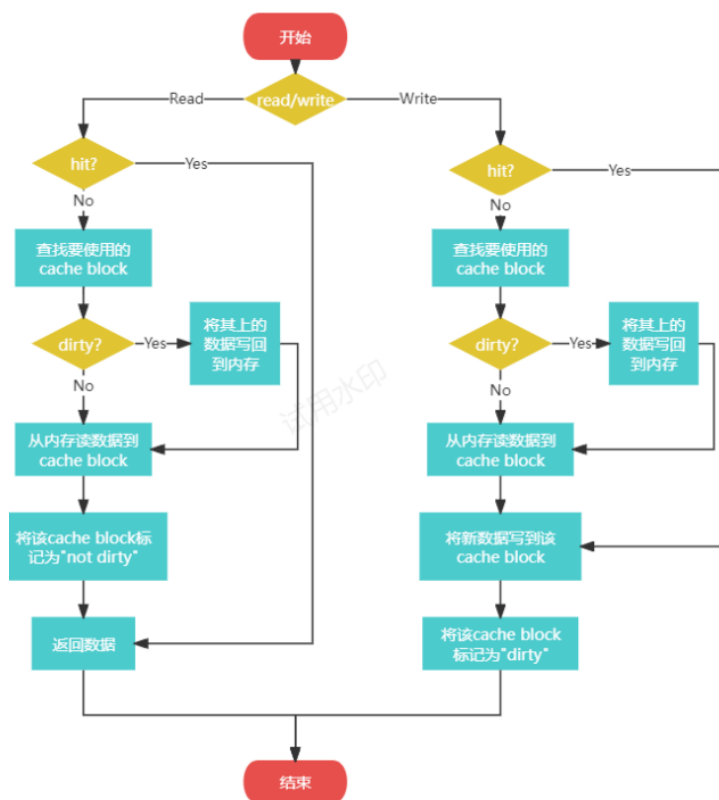 开始
read/write
Read
Write
hit?
Yes
No
查找要使用的
cache block
dirty?
Yes
将其上的
数据写回
到内存
No
从内存读数据到
cache block
将该cache block标
记为"not dirty"
返回数据
hit?
Yes
No
查找要使用的
cache block
dirty?
Yes
将其上的
数据写回
到内存
No
从内存读数据到
cache block
将新数据写到该
cache block
将该cache block
标记为"dirty"
结束
试用水印